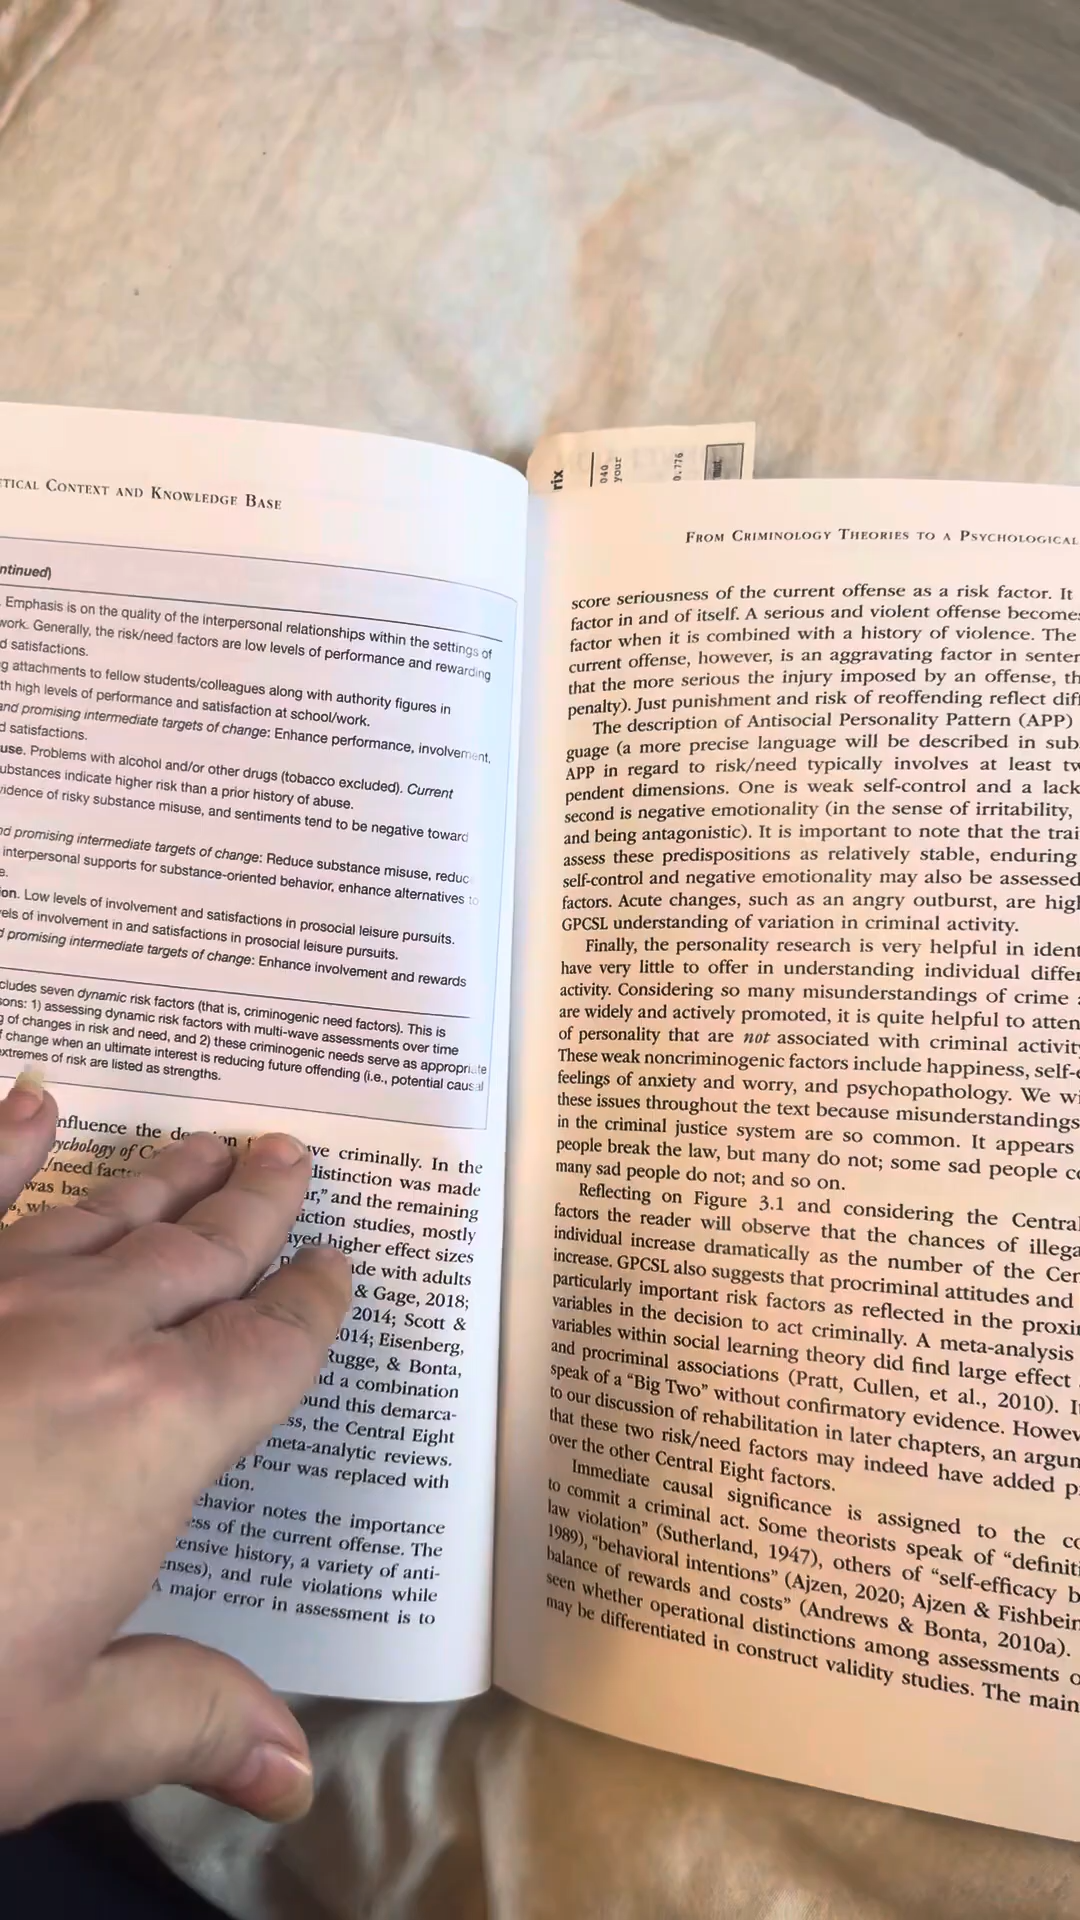 TICAL CONTEXT AND KNOWLEDGE BASE
ntinued)
. Emphasis is on the quality of the interpersonal relationships within the settings of
work. Generally, the risk/need factors are low levels of performance and rewarding
d satisfactions.
g attachments to fellow students/colleagues along with authority figures in
th high levels of performance and satisfaction at school/work.
and promising intermediate targets of change: Enhance performance, involvement,
d satisfactions.
use. Problems with alcohol and/or other drugs (tobacco excluded). Current
ubstances indicate higher risk than a prior history of abuse.
vidence of risky substance misuse, and sentiments tend to be negative toward
nd promising intermediate targets of change: Reduce substance misuse, reduc
interpersonal supports for substance-oriented behavior, enhance alternatives to
e.
ion. Low levels of involvement and satisfactions in prosocial leisure pursuits.
vels of involvement in and satisfactions in prosocial leisure pursuits.
d promising intermediate targets of change: Enhance involvement and rewards
cludes seven dynamic risk factors (that is, criminogenic need factors). This is
sons: 1) assessing dynamic risk factors with multi-wave assessments over time
g of changes in risk and need, and 2) these criminogenic needs serve as appropriate
f change when an ultimate interest is reducing future offending (i.e., potential causal
extremes of risk are listed as strengths.
nfluence the ve criminally. In the
ychology of distinction was made
/need ," and the remaining
was bas iction studies, mostly
ayed higher effect sizes
de with adults
& Gage, 2018;
2014; Scott &
014; Eisenberg,
Rugge, & Bonta,
nd a combination
ound this demarca-
ss, the Central Eight
meta-analytic reviews.
g Four was replaced with
tion.
ehavior notes the importance
ess of the current offense. The
tensive history, a variety of anti-
enses), and rule violations while
A major error in assessment is to
rix
040
your
0.776
FROM CRIMINOLOGY THEORIES TO A PSYCHOLOGICAL
score seriousness of the current offense as a risk factor. It
factor in and of itself. A serious and violent offense becomes
factor when it is combined with a history of violence. The
current offense, however, is an aggravating factor in senten
that the more serious the injury imposed by an offense, th
penalty). Just punishment and risk of reoffending reflect diff
The description of Antisocial Personality Pattern (APP)
guage (a more precise language will be described in sub
APP in regard to risk/need typically involves at least tw
pendent dimensions. One is weak self-control and a lack
second is negative emotionality (in the sense of irritability,
and being antagonistic). It is important to note that the trai
assess these predispositions as relatively stable, enduring
self-control and negative emotionality may also be assessed
factors. Acute changes, such as an angry outburst, are high
GPCSL understanding of variation in criminal activity.
Finally, the personality research is very helpful in ident
have very little to offer in understanding individual differ
activity. Considering so many misunderstandings of crime
are widely and actively promoted, it is quite helpful to atten
of personality that are not associated with criminal activit
These weak noncriminogenic factors include happiness, self-e
feelings of anxiety and worry, and psychopathology. We wi
these issues throughout the text because misunderstandings
in the criminal justice system are so common. It appears
people break the law, but many do not; some sad people c
many sad people do not; and so on.
Reflecting on Figure 3.1 and considering the Central
factors the reader will observe that the chances of illega
individual increase dramatically as the number of the Cen
increase. GPCSL also suggests that procriminal attitudes and
particularly important risk factors as reflected in the proxim
variables in the decision to act criminally. A meta-analysis
variables within social learning theory did find large effect
and procriminal associations (Pratt, Cullen, et al., 2010). I
speak of a "Big Two" without confirmatory evidence. Howev
to our discussion of rehabilitation in later chapters, an argum
that these two risk/need factors may indeed have added p
over the other Central Eight factors.
Immediate causal significance is assigned to the co
to commit a criminal act. Some theorists speak of "definiti
law violation" (Sutherland, 1947), others of "self-efficacy b
1989), "behavioral intentions" (Ajzen, 2020; Ajzen & Fishbein
balance of rewards and costs" (Andrews & Bonta, 2010a).
seen whether operational distinctions among assessments o
may be differentiated in construct validity studies. The main